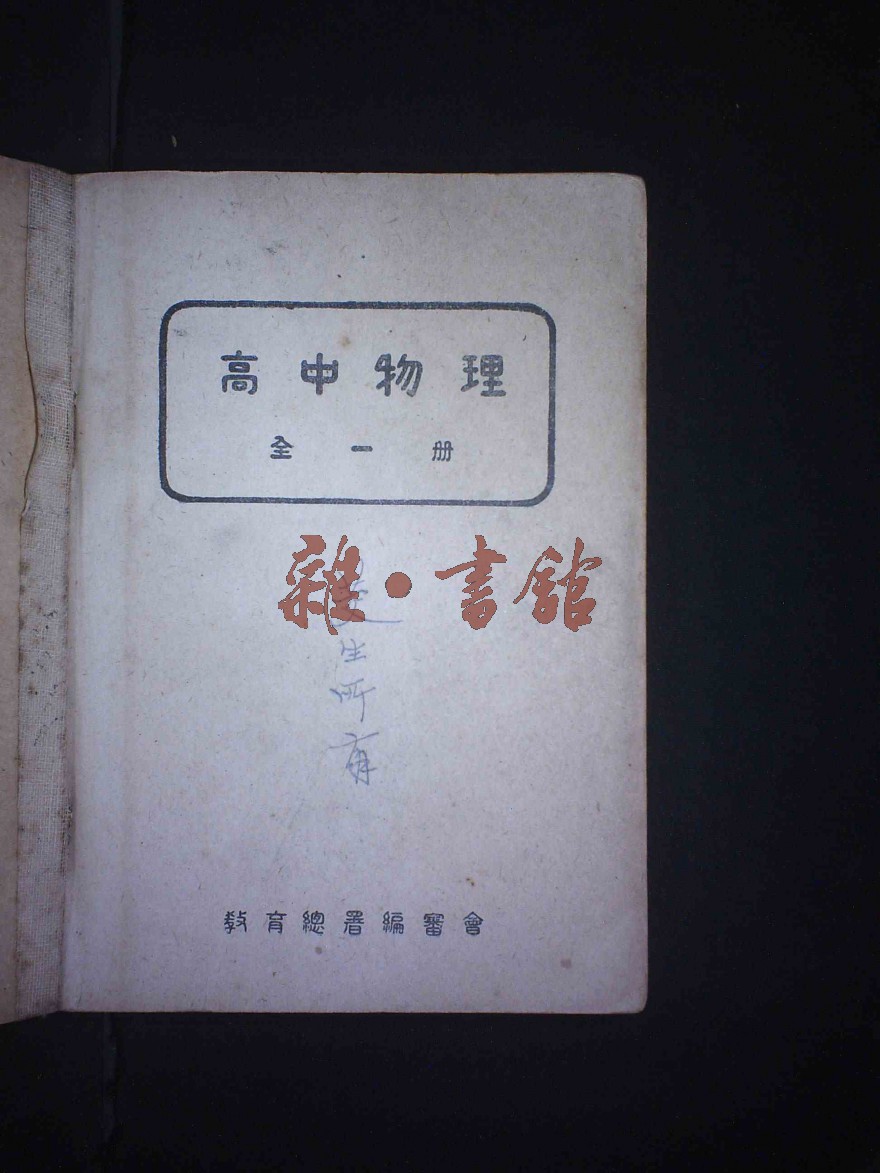 高中物理
全一册
雜·書館
生所有
教育總署編審會